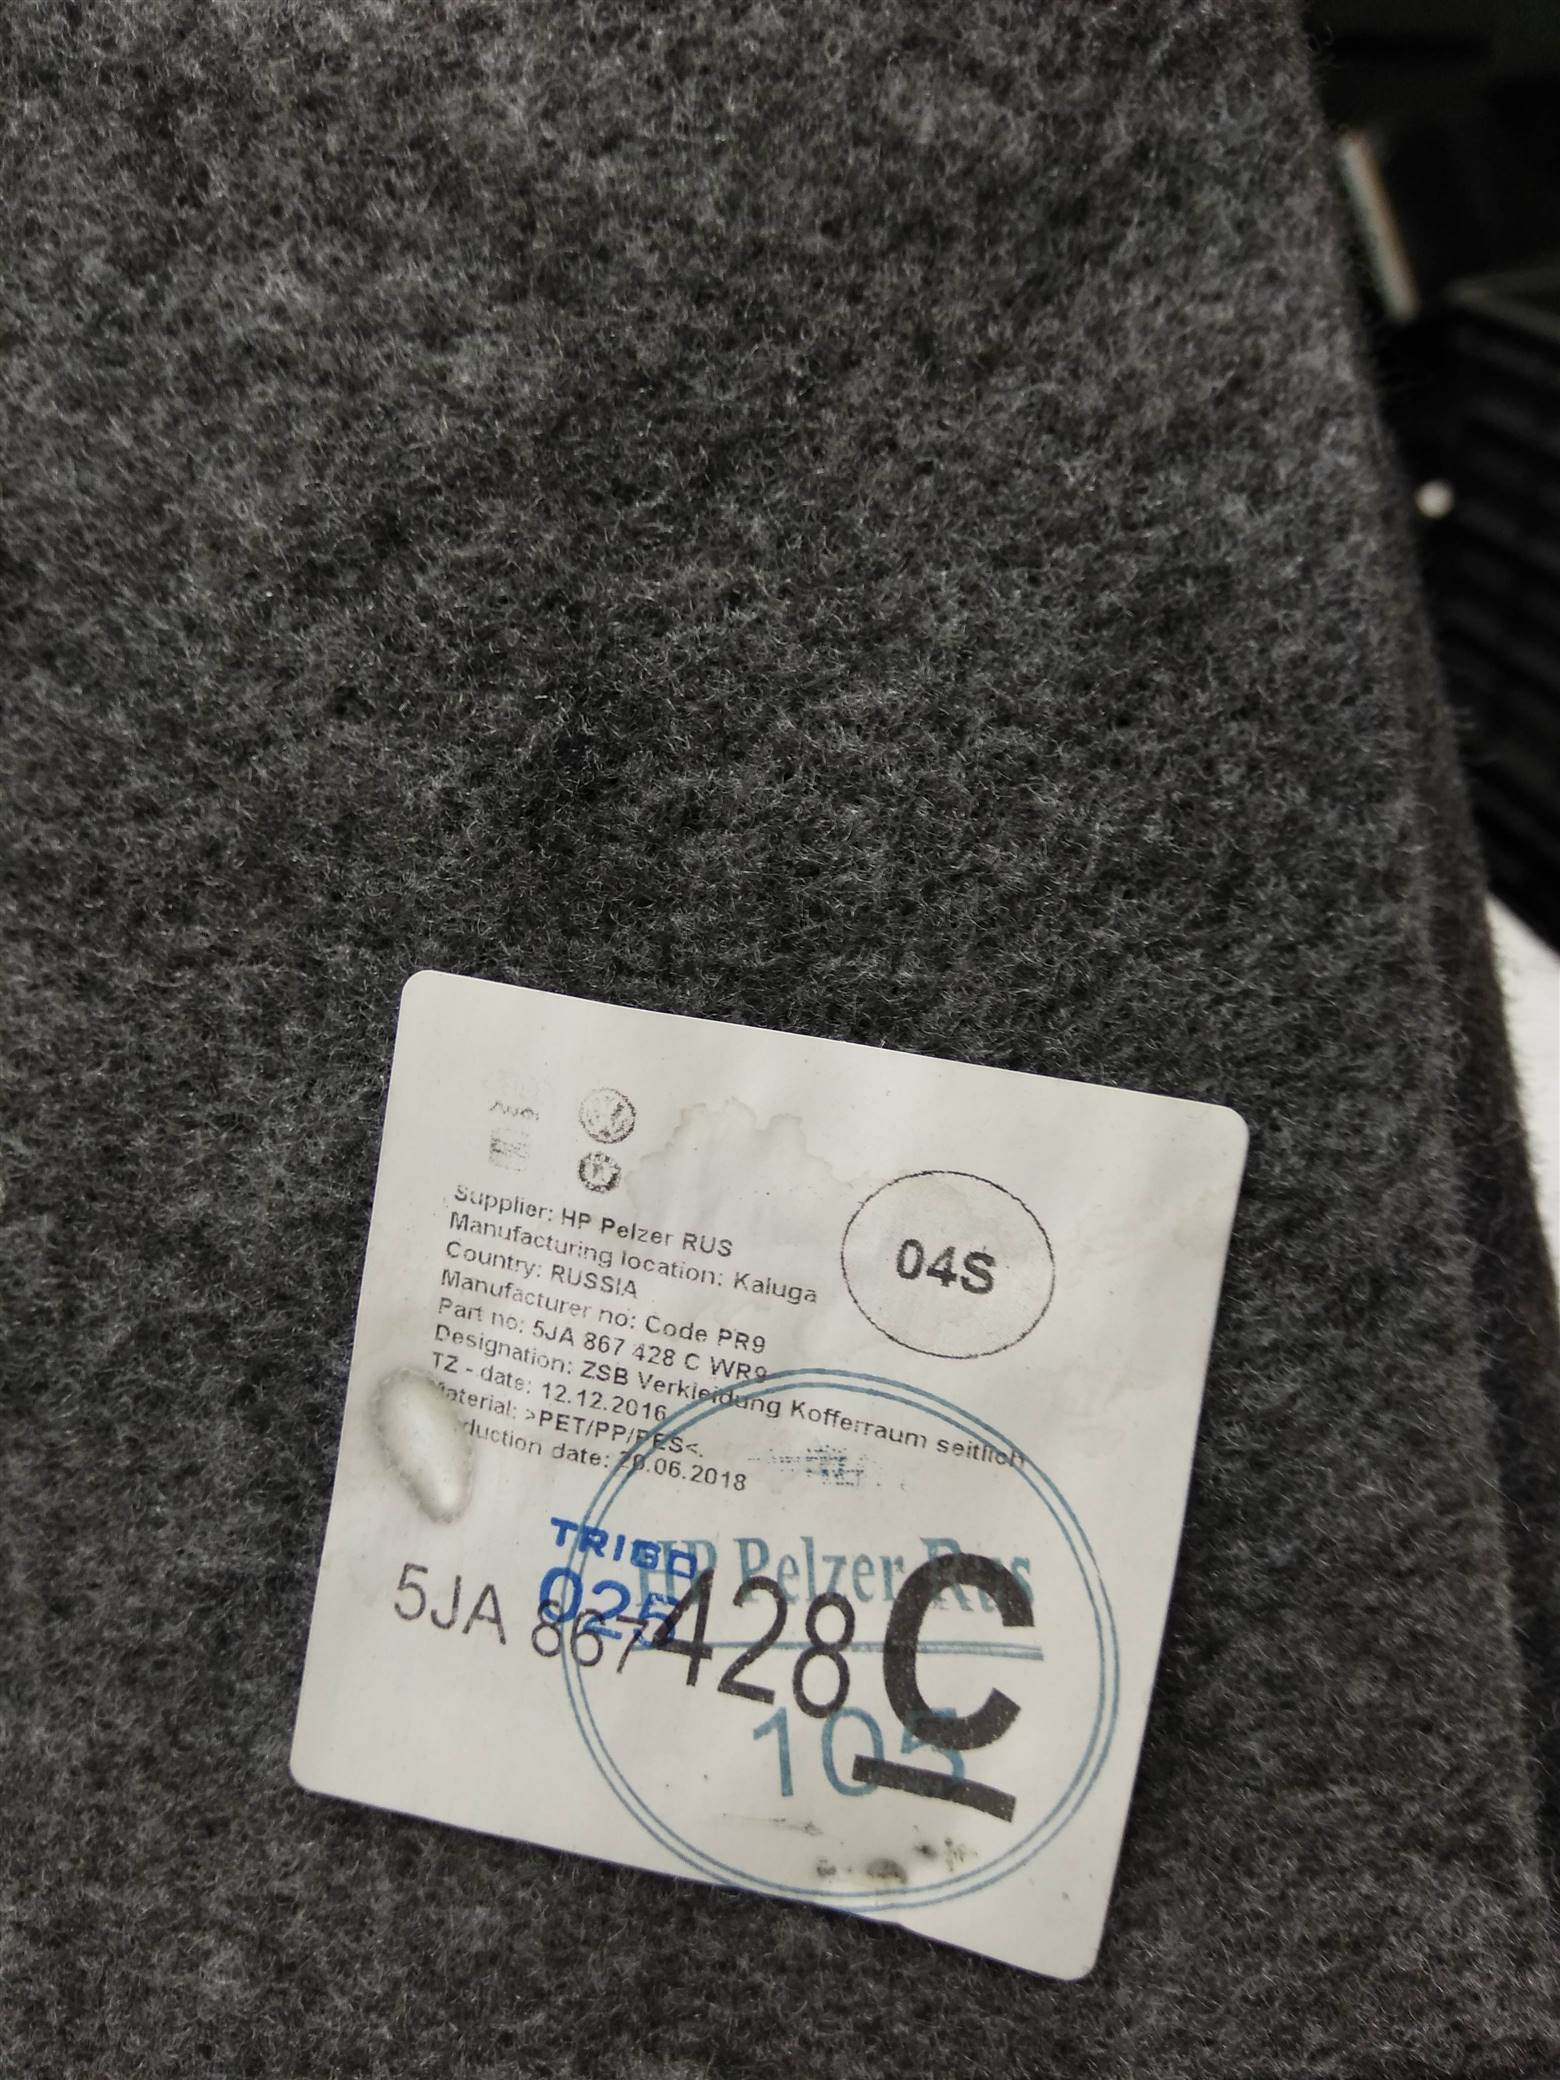 04S
Supplier: HP Pelzer RUS
Manufacturing location: Kaluga
Country: RUSSIA
Manufacturer no: Code PR9
Part no: 5JA 867 428 C WR9
Designation: ZSB Verkleidung Kofferraum seitlich
TZ - date: 12.12.2016
Material: >PET/PP/PES<.
duction date: 20.06.2018
TRIGO
025
HP Pelzer Rus
5JA 867 428 C
105